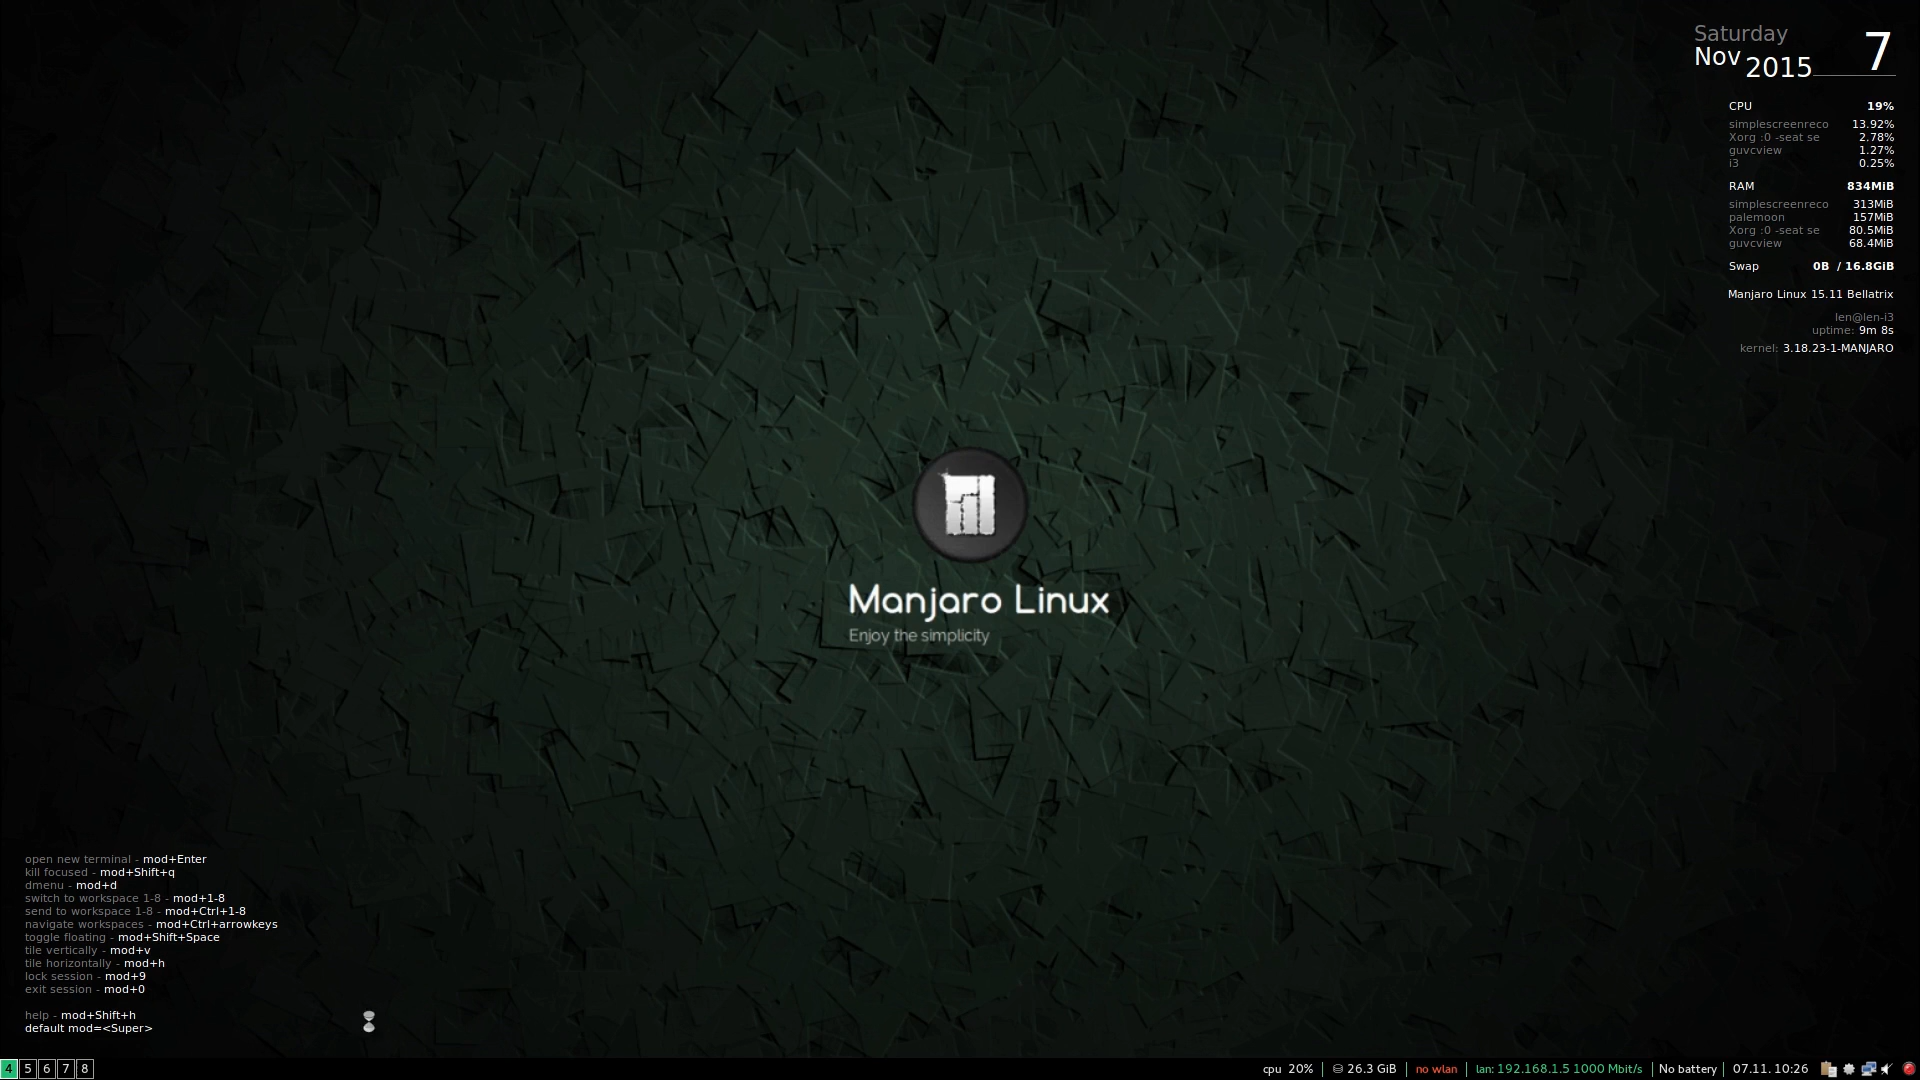 Saturday
Nov 2015 7
CPU 19%
simplescreenreco 13.92%
Xorg :0 -seat se 2.78%
guvcview 1.27%
i3 0.25%
RAM 834MiB
simplescreenreco 313MiB
palemoon 157MiB
Xorg :0 -seat se 80.5MiB
guvcview 68.4MiB
Swap 0B / 16.8GiB
Manjaro Linux 15.11 Bellatrix
len@len-i3
uptime: 9m 8s
kernel: 3.18.23-1-MANJARO
Manjaro Linux
Enjoy the simplicity
open new terminal - mod+Enter
kill focused - mod+Shift+q
dmenu - mod+d
switch to workspace 1-8 - mod+1-8
send to workspace 1-8 - mod+Ctrl+1-8
navigate workspaces - mod+Ctrl+arrowkeys
toggle floating - mod+Shift+Space
tile vertically - mod+v
tile horizontally - mod+h
lock session - mod+9
exit session - mod+0
help - mod+Shift+h
default mod=<Super>
4 5 6 7 8
cpu 20% 26.3 GiB no wlan lan: 192.168.1.5 1000 Mbit/s No battery 07.11. 10:26